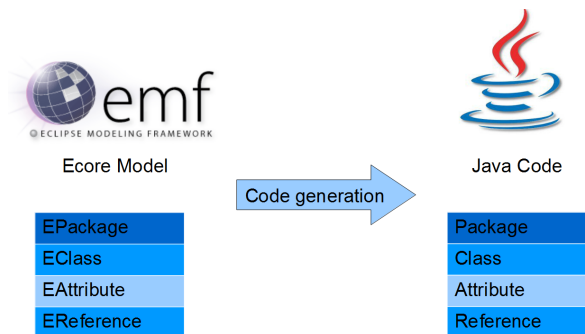 emf
ECLIPSE MODELING FRAMEWORK
Ecore Model
Java Code
Code generation
EPackage
EClass
EAttribute
EReference
Package
Class
Attribute
Reference